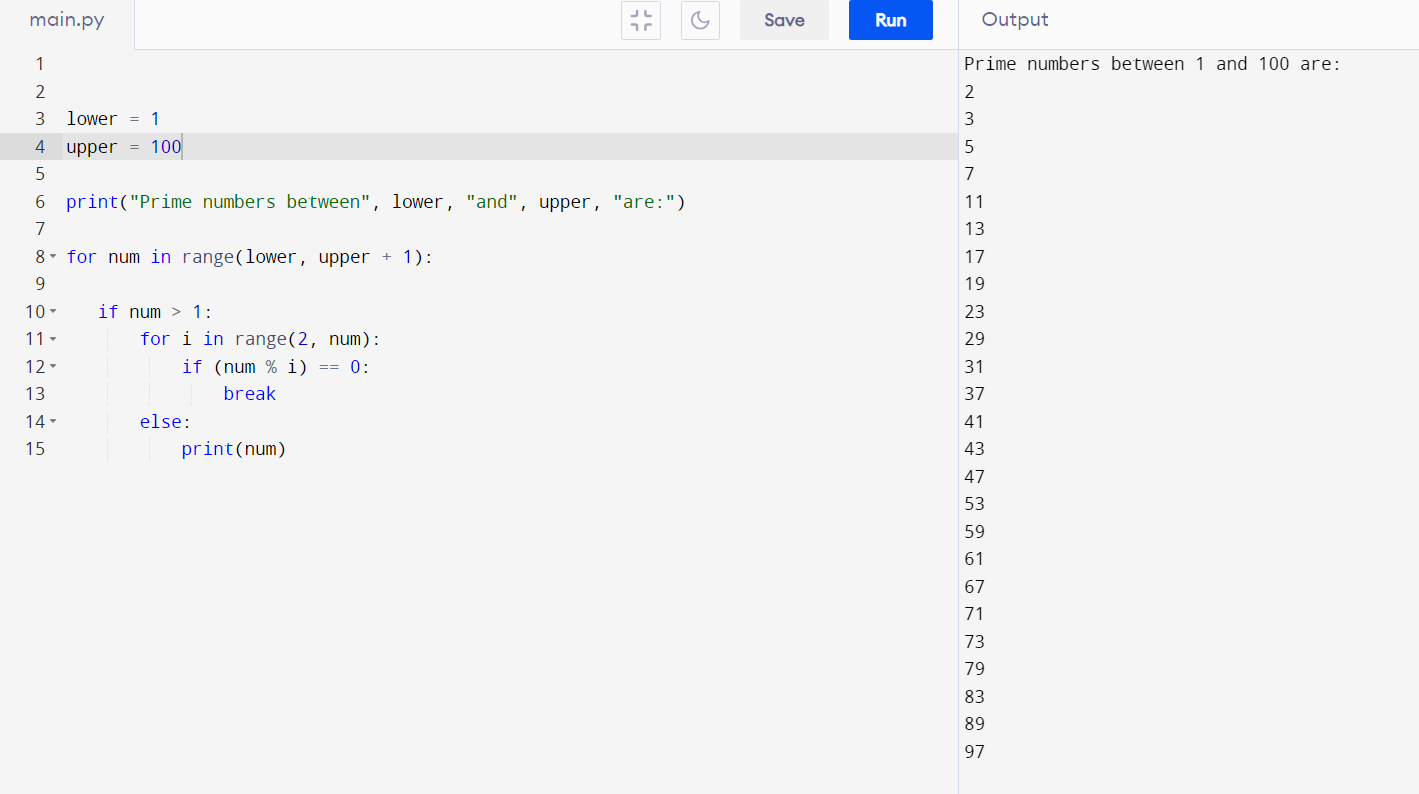 main.py
Save
Run
Output
1
2
3 lower = 1
4 upper = 100
5
6 print("Prime numbers between", lower, "and", upper, "are:")
7
8 for num in range(lower, upper + 1):
9
10    if num > 1:
11        for i in range(2, num):
12            if (num % i) == 0:
13                break
14        else:
15            print(num)
Prime numbers between 1 and 100 are:
2
3
5
7
11
13
17
19
23
29
31
37
41
43
47
53
59
61
67
71
73
79
83
89
97